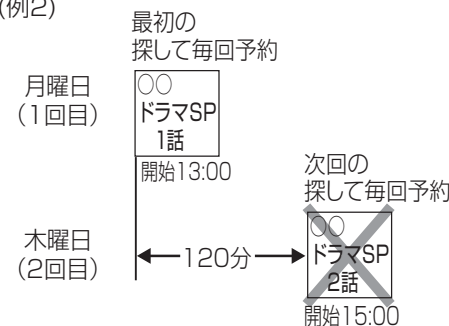 (例2)
最初の
探して毎回予約
月曜日
(1回目)
○○
ドラマSP
1話
開始13:00
次回の
探して毎回予約
木曜日
(2回目)
120分
○○
ドラマSP
2話
開始15:00